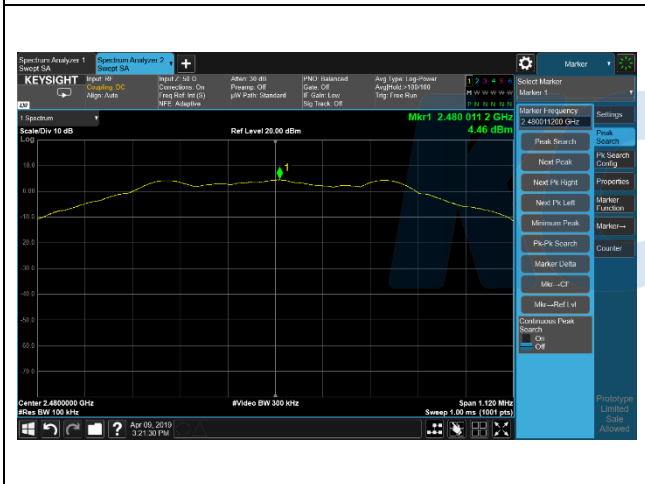 Spectrum Analyzer 1
Swept SA
Spectrum Analyzer 2
Swept SA
Marker
KEYSIGHT
Input: RF
Coupling: DC
Align: Auto
Input Z: 50 Ω
Corrections: On
Freq Ref: Int (S)
NFE: Adaptive
Atten: 30 dB
Preamp: Off
µW Path: Standard
PNO: Balanced
Gate: Off
IF Gain: Low
Sig Track: Off
Avg Type: Log-Power
Avg|Hold:>100/100
Trig: Free Run
1 2 3 4 5 6
M W W W W W
P N N N N N
Select Marker
Marker 1
1 Spectrum
Scale/Div 10 dB
Log
Ref Level 20.00 dBm
Mkr1 2.480 011 2 GHz
4.46 dBm
1
10.0
0.00
-10.0
-20.0
-30.0
-40.0
-50.0
-60.0
-70.0
Center 2.4800000 GHz
#Res BW 100 kHz
#Video BW 300 kHz
Span 1.120 MHz
Sweep 1.00 ms (1001 pts)
Marker Frequency
2.480011200 GHz
Peak Search
Next Peak
Next Pk Right
Next Pk Left
Minimum Peak
Pk-Pk Search
Marker Delta
Mkr→CF
Mkr→Ref Lvl
Continuous Peak
Search
On
Off
Settings
Peak
Search
Pk Search
Config
Properties
Marker
Function
Marker→
Counter
Prototype
Limited
Sale
Allowed
Apr 09, 2019
3:21:30 PM